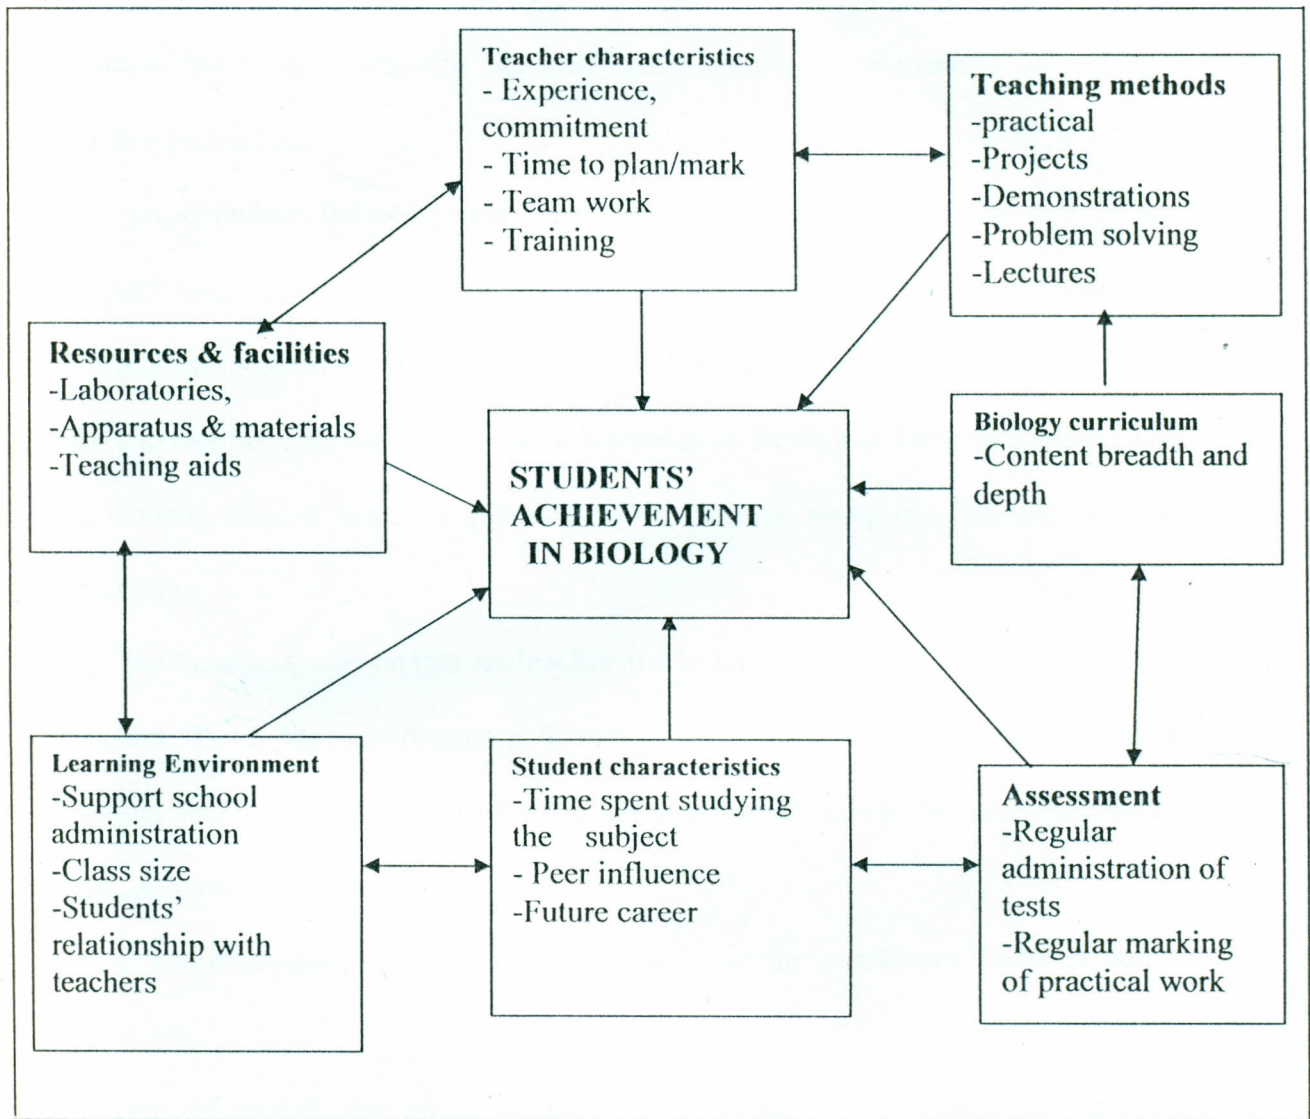 Teacher characteristics
- Experience,
commitment
- Time to plan/mark
- Team work
- Training
Teaching methods
-practical
-Projects
-Demonstrations
-Problem solving
-Lectures
Resources & facilities
-Laboratories,
-Apparatus & materials
-Teaching aids
STUDENTS’
ACHIEVEMENT
IN BIOLOGY
Biology curriculum
-Content breadth and
depth
Learning Environment
-Support school
administration
-Class size
-Students’
relationship with
teachers
Student characteristics
-Time spent studying
the subject
- Peer influence
-Future career
Assessment
-Regular
administration of
tests
-Regular marking
of practical work